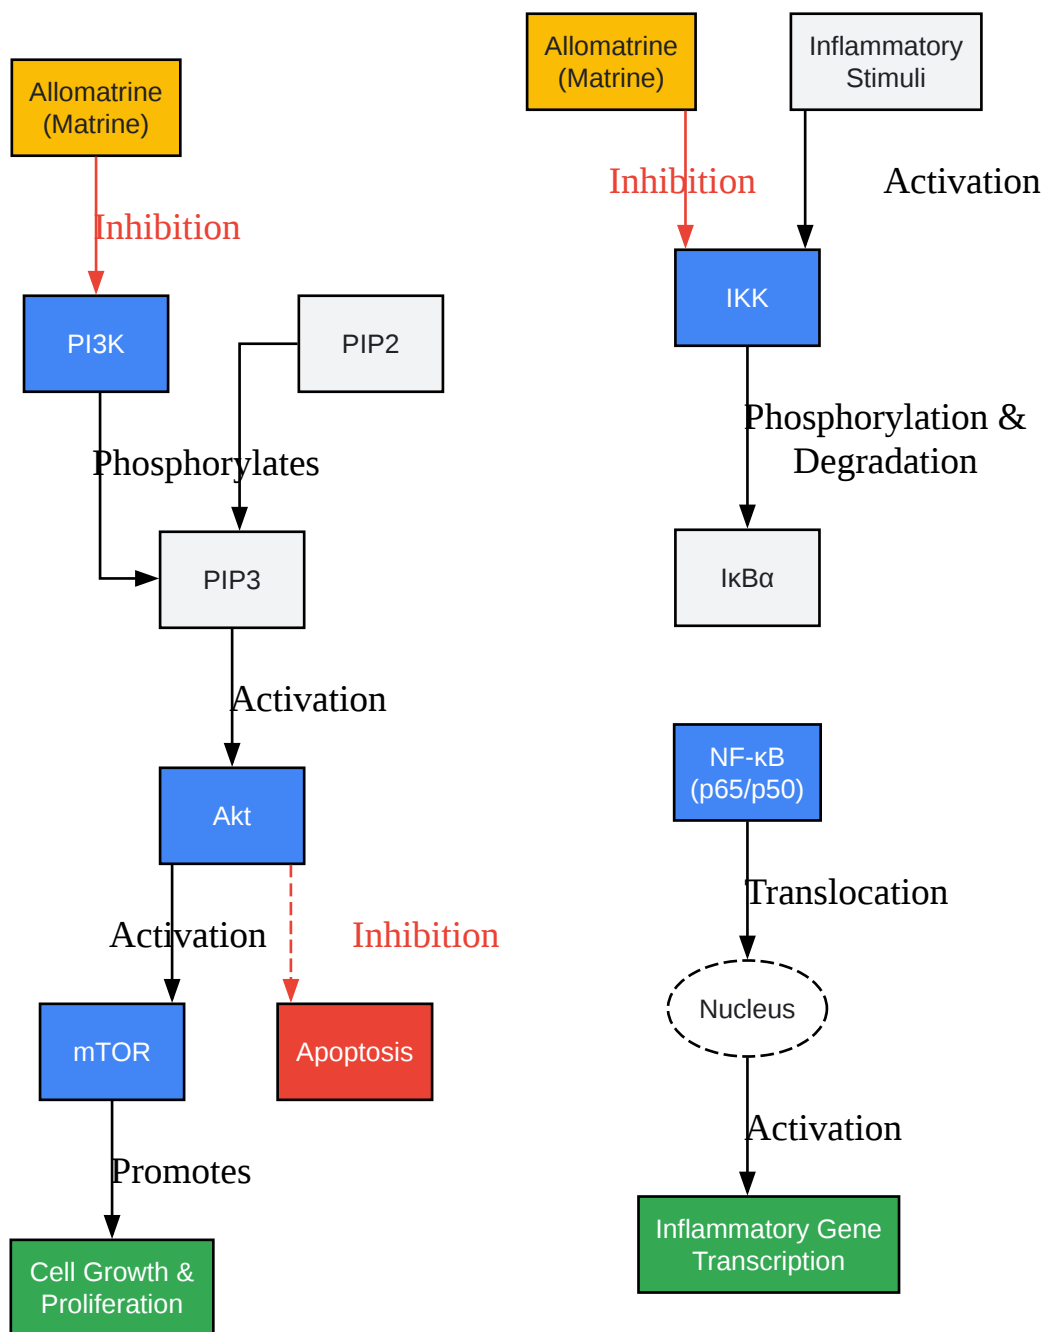 Allomatrine
(Matrine)
Inhibition
PI3K
PIP2
Phosphorylates
PIP3
Activation
Akt
Activation
Inhibition
mTOR
Apoptosis
Promotes
Cell Growth &
Proliferation
Allomatrine
(Matrine)
Inflammatory
Stimuli
Inhibition
Activation
IKK
Phosphorylation &
Degradation
IκBα
NF-κB
(p65/p50)
Translocation
Nucleus
Activation
Inflammatory Gene
Transcription